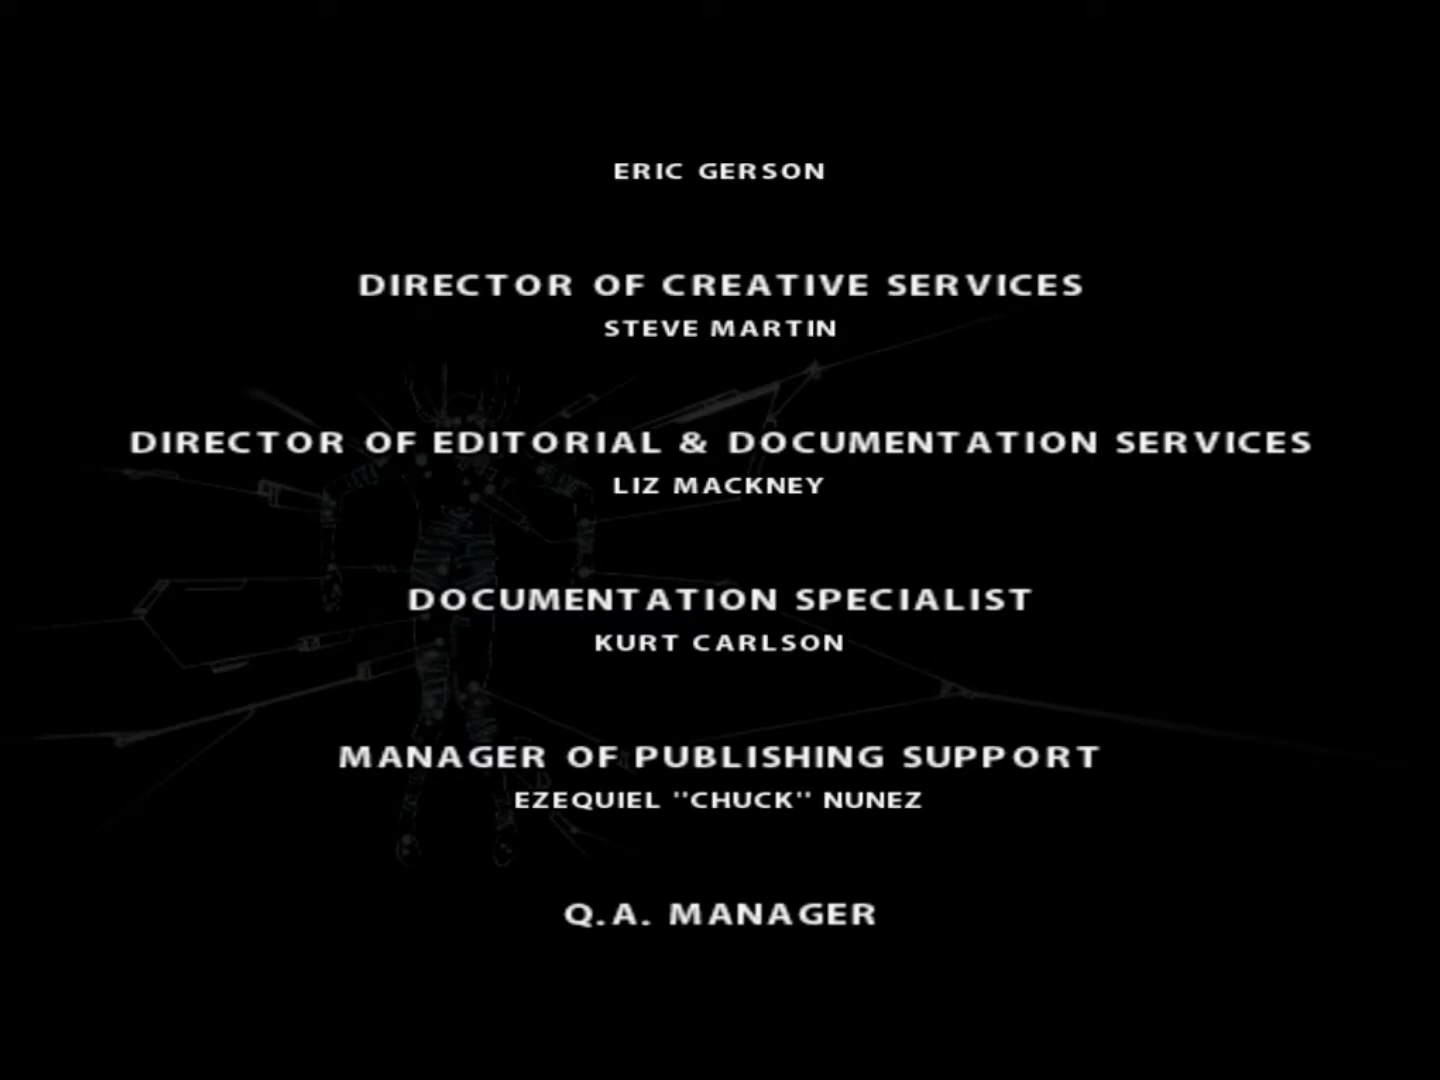 ERIC GERSON
DIRECTOR OF CREATIVE SERVICES
STEVE MARTIN
DIRECTOR OF EDITORIAL & DOCUMENTATION SERVICES
LIZ MACKNEY
DOCUMENTATION SPECIALIST
KURT CARLSON
MANAGER OF PUBLISHING SUPPORT
EZEQUIEL "CHUCK" NUNEZ
Q.A. MANAGER